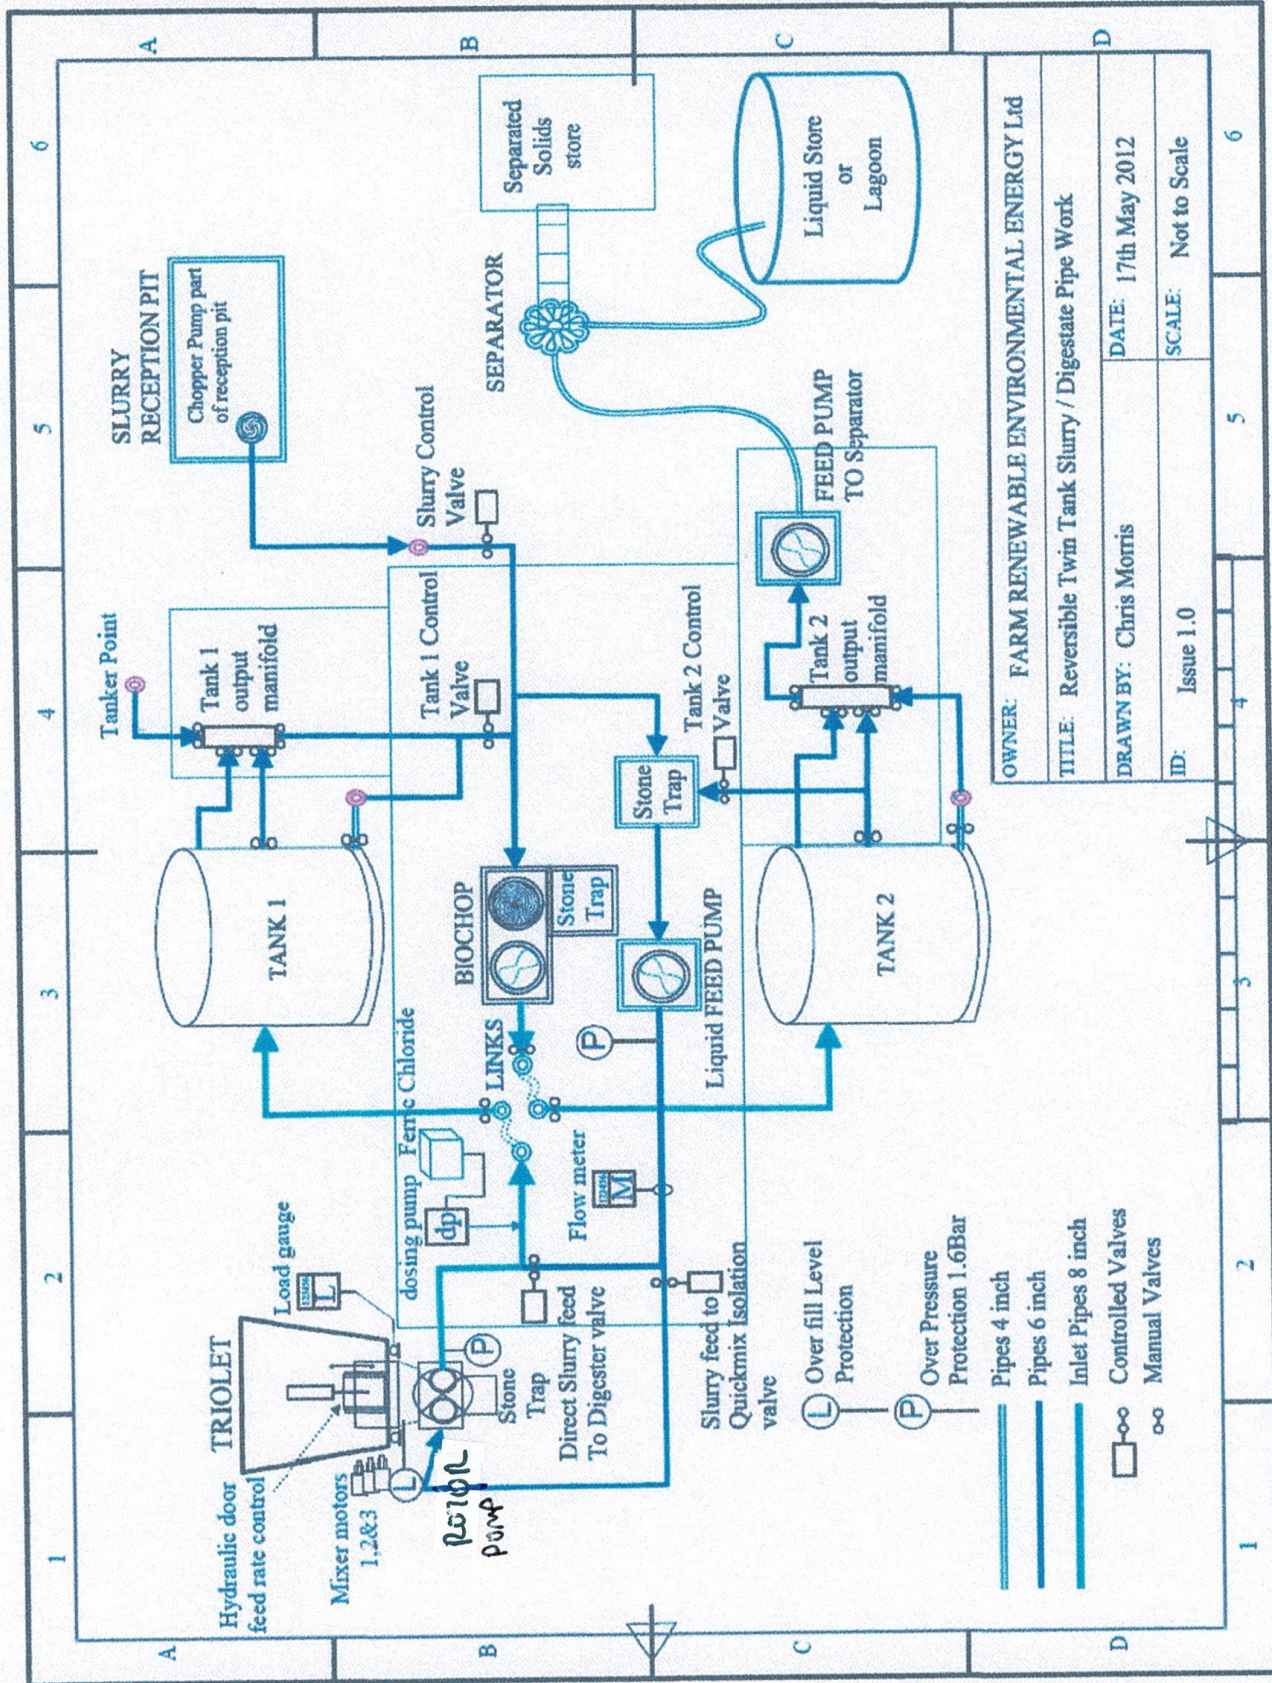 1
2
3
4
5
6
A
B
C
D
TRIOLET
Hydraulic door
feed rate control
Load gauge
L
Mixer motors
1,2&3
L
ROTOR
PUMP
P
Stone
Trap
Direct Slurry feed
To Digester valve
dosing pump
Ferric Chloride
dp
LINKS
Flow meter
M
Slurry feed to
Quickmix Isolation
valve
TANK 1
Tanker Point
Tank 1
output
manifold
SLURRY
RECEPTION PIT
Chopper Pump part
of reception pit
Tank 1 Control
Valve
Slurry Control
Valve
BIOCHOP
Stone
Trap
P
Liquid FEED PUMP
Stone
Trap
Tank 2 Control
Valve
TANK 2
Tank 2
output
manifold
FEED PUMP
TO Separator
SEPARATOR
Separated
Solids
store
Liquid Store
or
Lagoon
L Over fill Level
Protection
P Over Pressure
Protection 1.6Bar
Pipes 4 inch
Pipes 6 inch
Inlet Pipes 8 inch
Controlled Valves
Manual Valves
OWNER: FARM RENEWABLE ENVIRONMENTAL ENERGY Ltd
TITLE: Reversible Twin Tank Slurry / Digestate Pipe Work
DRAWN BY: Chris Morris
DATE: 17th May 2012
ID: Issue 1.0
SCALE: Not to Scale
A
B
C
D
1
2
3
4
5
6